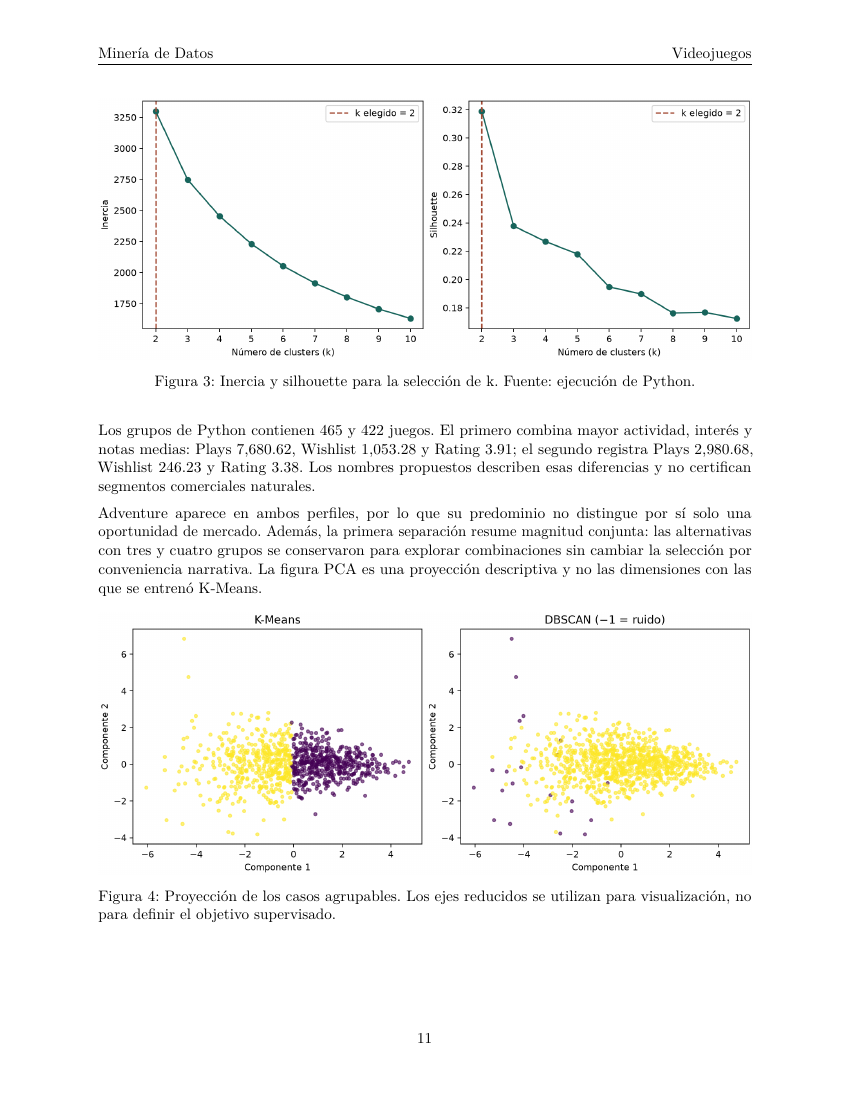 Minería de Datos Videojuegos
k elegido = 2
3250
3000
2750
2500
2250
2000
1750
Inercia
2 3 4 5 6 7 8 9 10
Número de clusters (k)
k elegido = 2
0.32
0.30
0.28
0.26
0.24
0.22
0.20
0.18
Silhouette
2 3 4 5 6 7 8 9 10
Número de clusters (k)
Figura 3: Inercia y silhouette para la selección de k. Fuente: ejecución de Python.
Los grupos de Python contienen 465 y 422 juegos. El primero combina mayor actividad, interés y
notas medias: Plays 7,680.62, Wishlist 1,053.28 y Rating 3.91; el segundo registra Plays 2,980.68,
Wishlist 246.23 y Rating 3.38. Los nombres propuestos describen esas diferencias y no certifican
segmentos comerciales naturales.
Adventure aparece en ambos perfiles, por lo que su predominio no distingue por sí solo una
oportunidad de mercado. Además, la primera separación resume magnitud conjunta: las alternativas
con tres y cuatro grupos se conservaron para explorar combinaciones sin cambiar la selección por
conveniencia narrativa. La figura PCA es una proyección descriptiva y no las dimensiones con las
que se entrenó K-Means.
K-Means
6
4
2
0
−2
−4
Componente 2
−6 −4 −2 0 2 4
Componente 1
DBSCAN (−1 = ruido)
6
4
2
0
−2
−4
Componente 2
−6 −4 −2 0 2 4
Componente 1
Figura 4: Proyección de los casos agrupables. Los ejes reducidos se utilizan para visualización, no
para definir el objetivo supervisado.
11